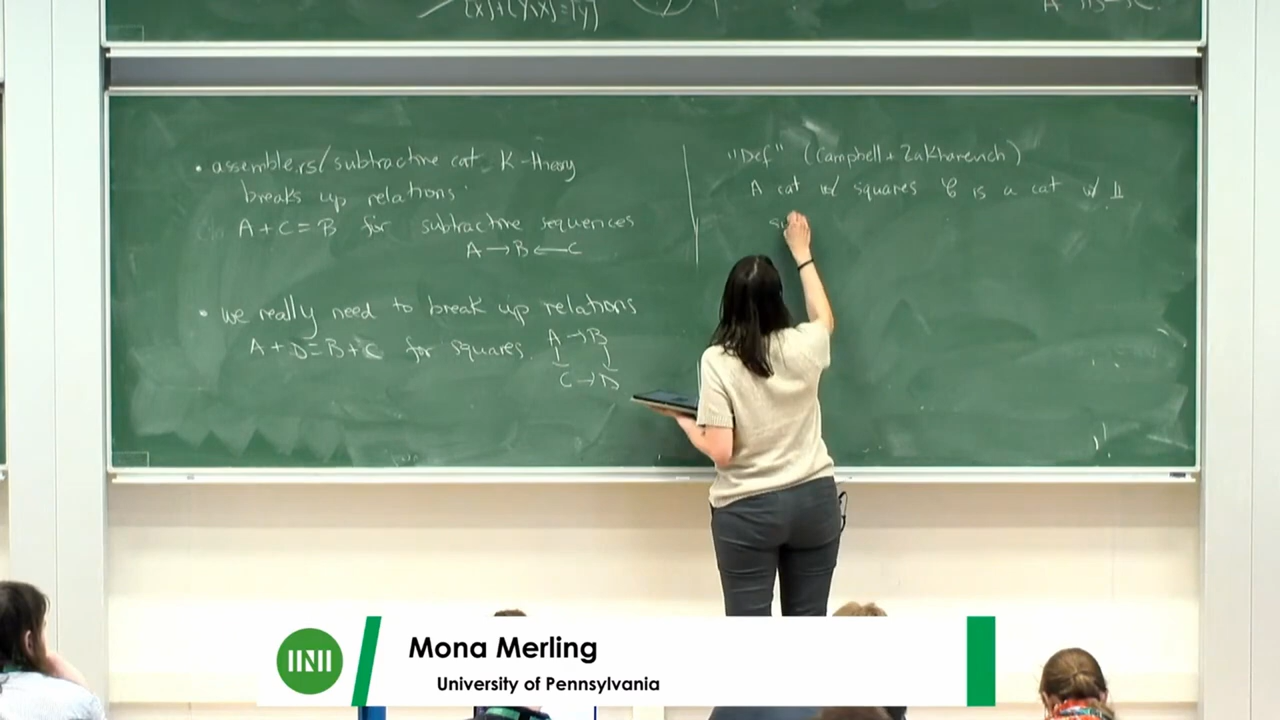 [X]+[Y\X]=[Y]
• assemblers/subtractive cat. K-theory
breaks up relations
A + C = B for subtractive sequences
A → B ← C
• we really need to break up relations
A + D = B + C for squares
A → B
↓ ↓
C → D
"Def" (Campbell + Zakharevich)
A cat w/ squares C is a cat w/ ⨿
Mona Merling
University of Pennsylvania